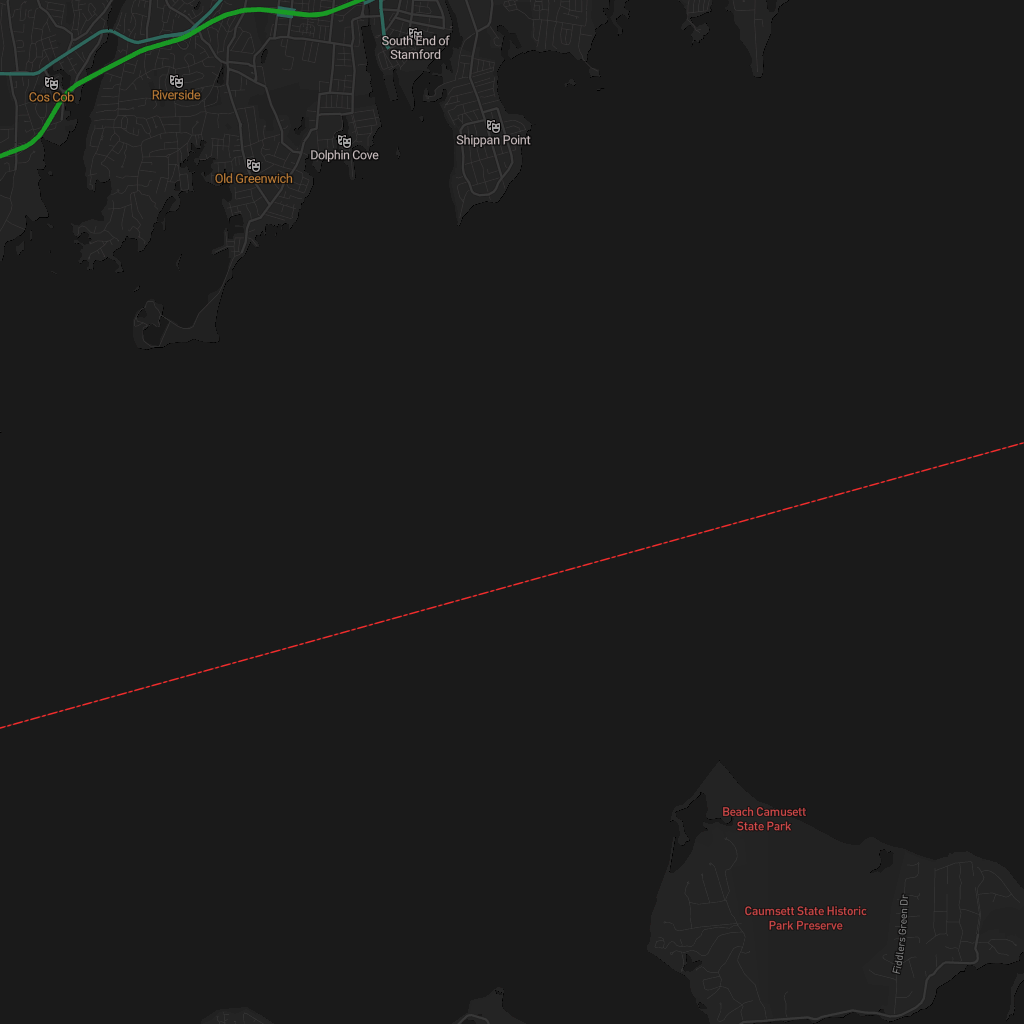 South End of
Stamford
Cos Cob
Riverside
Shippan Point
Dolphin Cove
Old Greenwich
Beach Camusett
State Park
Caumsett State Historic
Park Preserve
Fiddlers Green Dr